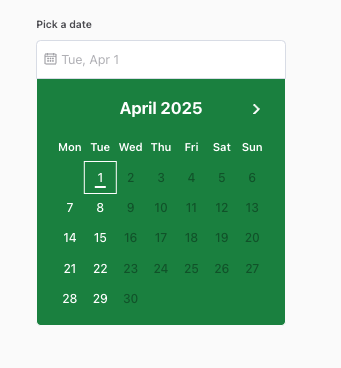 Pick a date
Tue, Apr 1
April 2025
Mon Tue Wed Thu Fri Sat Sun
1 2 3 4 5 6
7 8 9 10 11 12 13
14 15 16 17 18 19 20
21 22 23 24 25 26 27
28 29 30